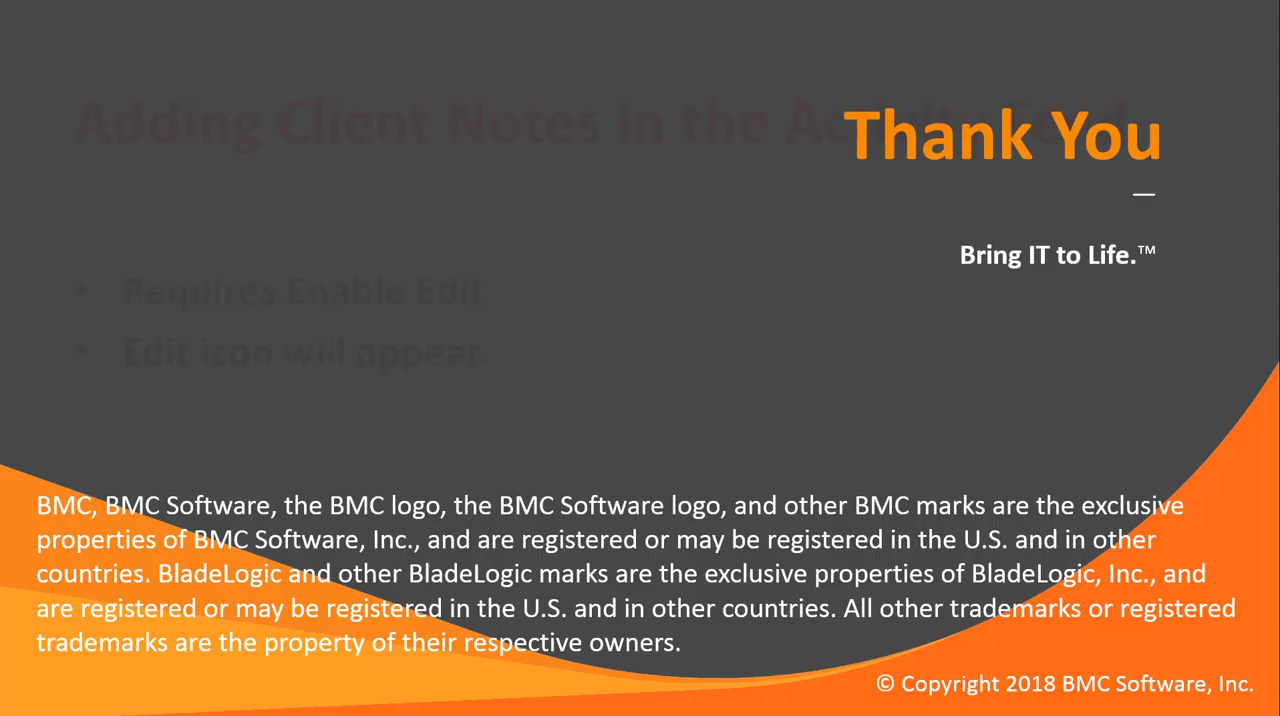 Adding Client Notes in the
Thank You
Bring IT to Life.™
• Requires Enable Edit
• Edit icon will appear.
BMC, BMC Software, the BMC logo, the BMC Software logo, and other BMC marks are the exclusive
properties of BMC Software, Inc., and are registered or may be registered in the U.S. and in other
countries. BladeLogic and other BladeLogic marks are the exclusive properties of BladeLogic, Inc., and
are registered or may be registered in the U.S. and in other countries. All other trademarks or registered
trademarks are the property of their respective owners.
© Copyright 2018 BMC Software, Inc.